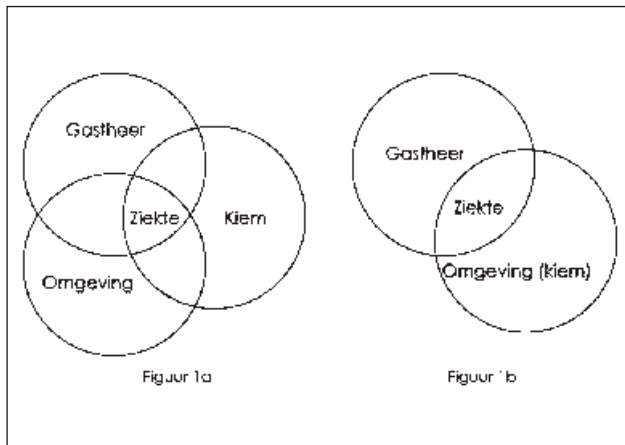 Gastheer
Ziekte
Kiem
Omgeving
Figuur 1a
Gastheer
Ziekte
Omgeving (kiem)
Figuur 1b